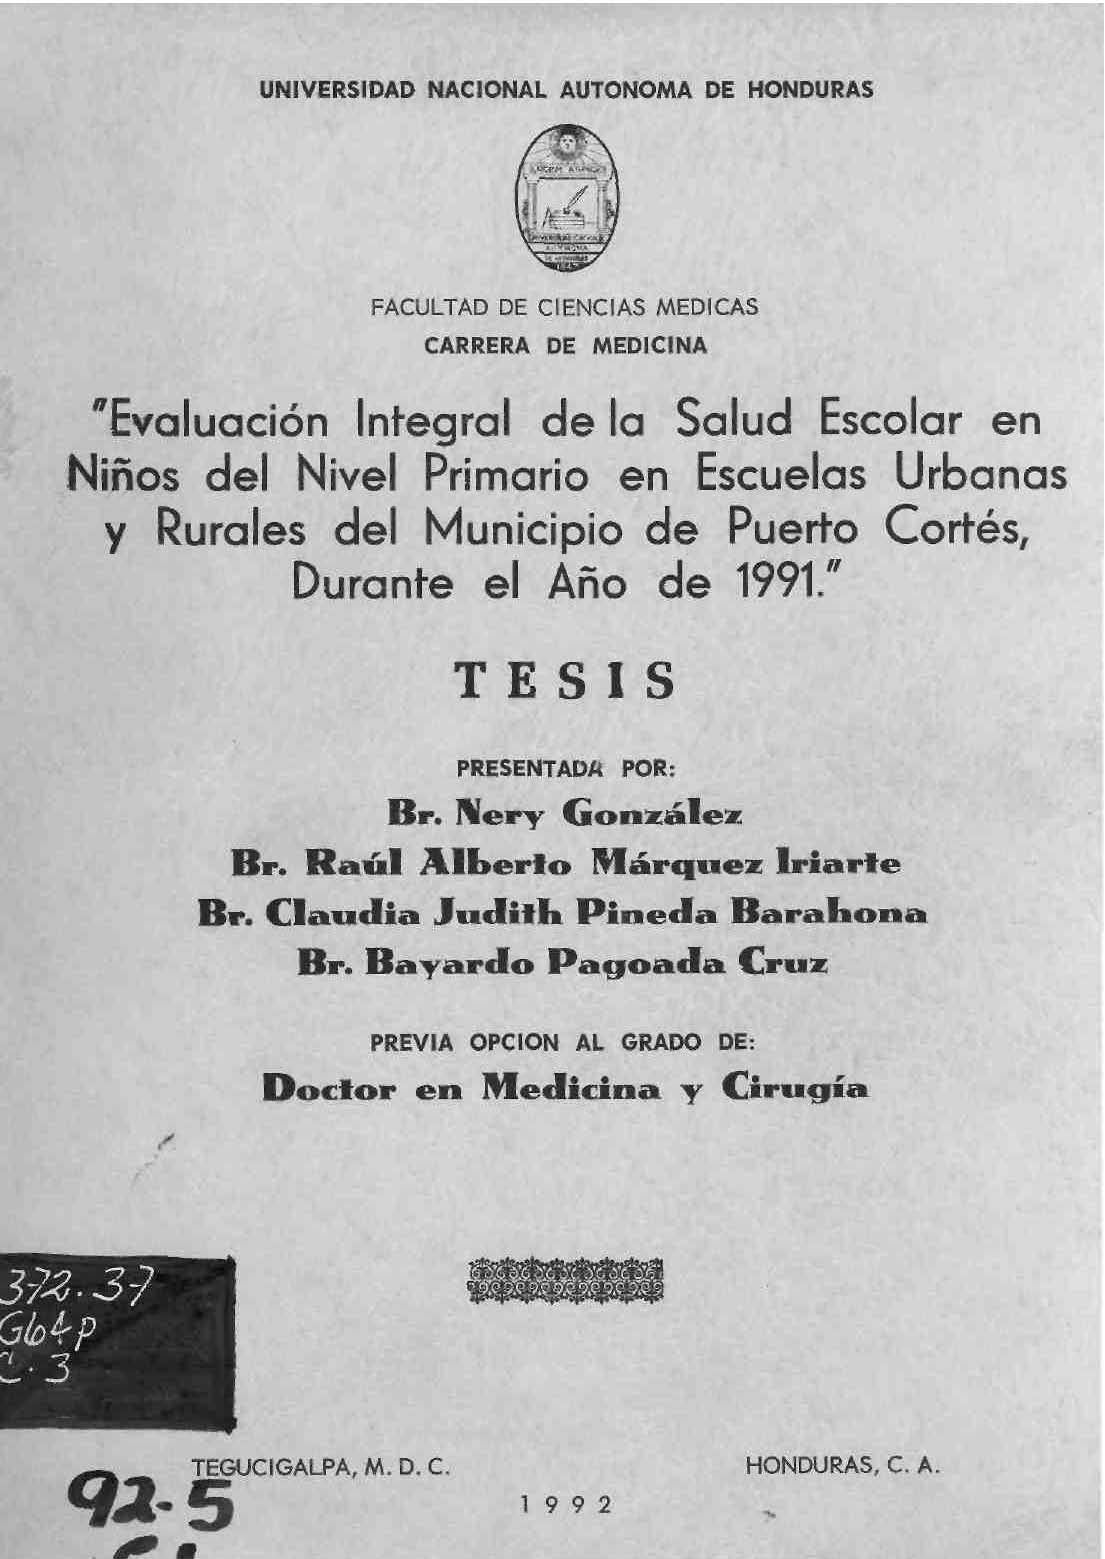 UNIVERSIDAD NACIONAL AUTONOMA DE HONDURAS
FACULTAD DE CIENCIAS MEDICAS
CARRERA DE MEDICINA
"Evaluación Integral de la Salud Escolar en
Niños del Nivel Primario en Escuelas Urbanas
y Rurales del Municipio de Puerto Cortés,
Durante el Año de 1991."
TESIS
PRESENTADA POR:
Br. Nery González
Br. Raúl Alberto Márquez Iriarte
Br. Claudia Judith Pineda Barahona
Br. Bayardo Pagoada Cruz
PREVIA OPCION AL GRADO DE:
Doctor en Medicina y Cirugía
372.37
G64p
C.3
TEGUCIGALPA, M. D. C. HONDURAS, C. A.
92-5
1992